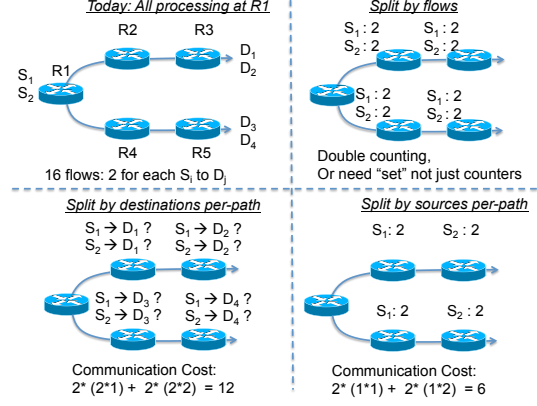 Today: All processing at R1
R2 R3
S1 R1
S2
D1
D2
D3
D4
R4 R5
16 flows: 2 for each Si to Dj
Split by flows
S1 : 2 S1 : 2
S2 : 2 S2 : 2
S1 : 2 S1 : 2
S2 : 2 S2 : 2
Double counting,
Or need “set” not just counters
Split by destinations per-path
S1 → D1 ? S1 → D2 ?
S2 → D1 ? S2 → D2 ?
S1 → D3 ? S1 → D4 ?
S2 → D3 ? S2 → D4 ?
Communication Cost:
2* (2*1) + 2* (2*2) = 12
Split by sources per-path
S1: 2 S2 : 2
S1: 2 S2 : 2
Communication Cost:
2* (1*1) + 2* (1*2) = 6